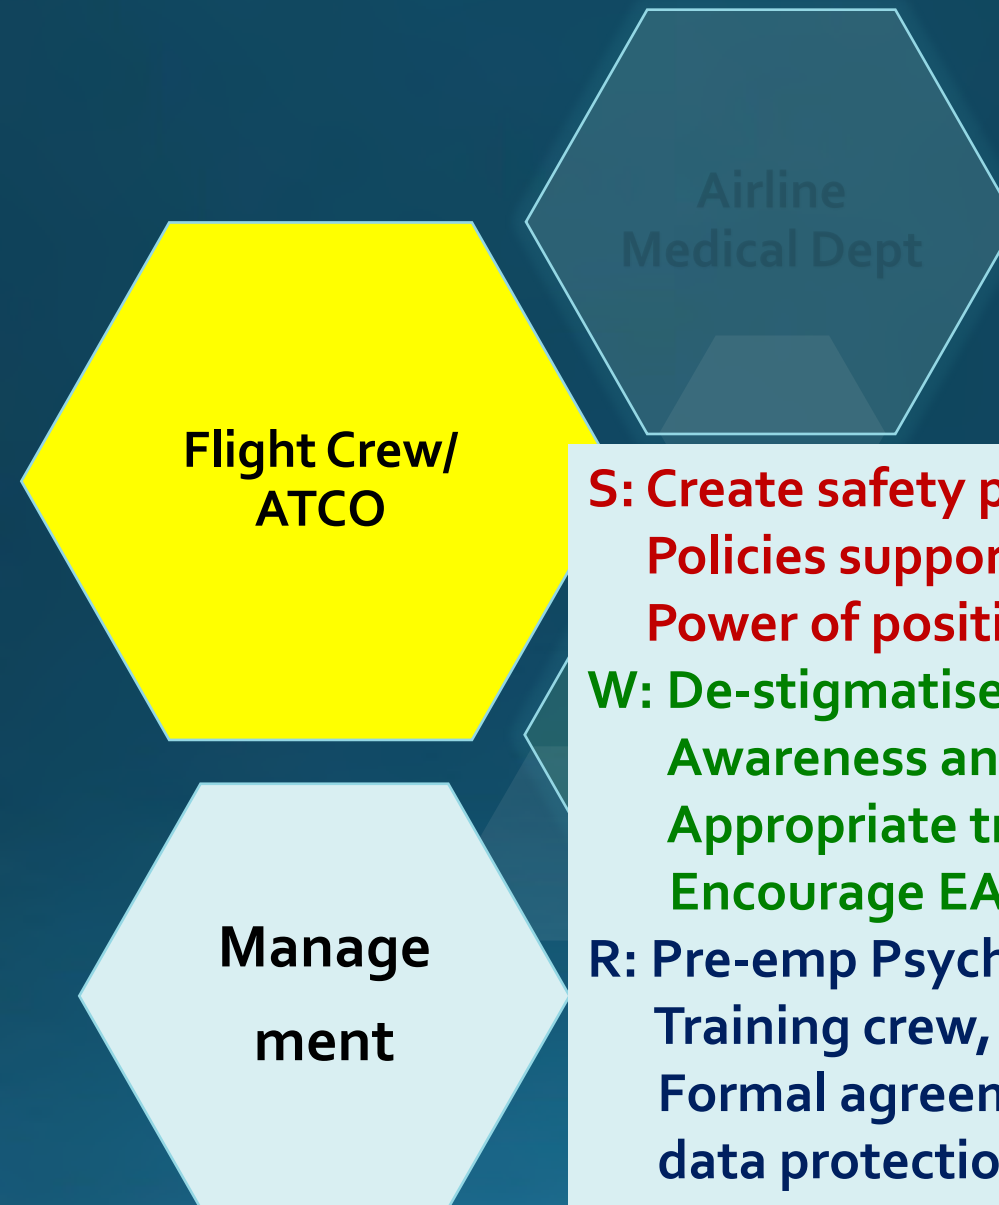 Airline
Medical Dept
Flight Crew/
ATCO
Manage
ment
S: Create safety p
Policies suppor
Power of positi
W: De-stigmatise
Awareness an
Appropriate tr
Encourage EA
R: Pre-emp Psych
Training crew,
Formal agreem
data protectio